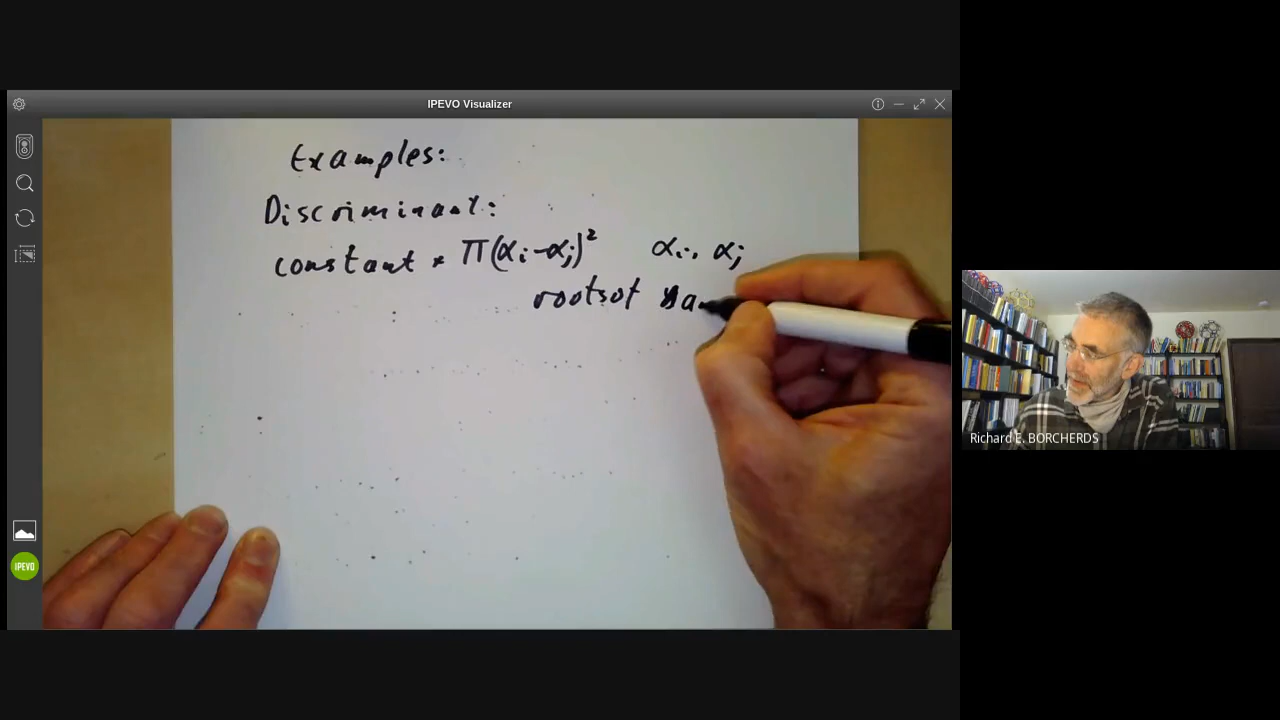 IPEVO Visualizer
Examples:
Discriminant:
constant * π(αi-αj)² αi, αj
roots of
IPEVO
Richard E. BORCHERDS